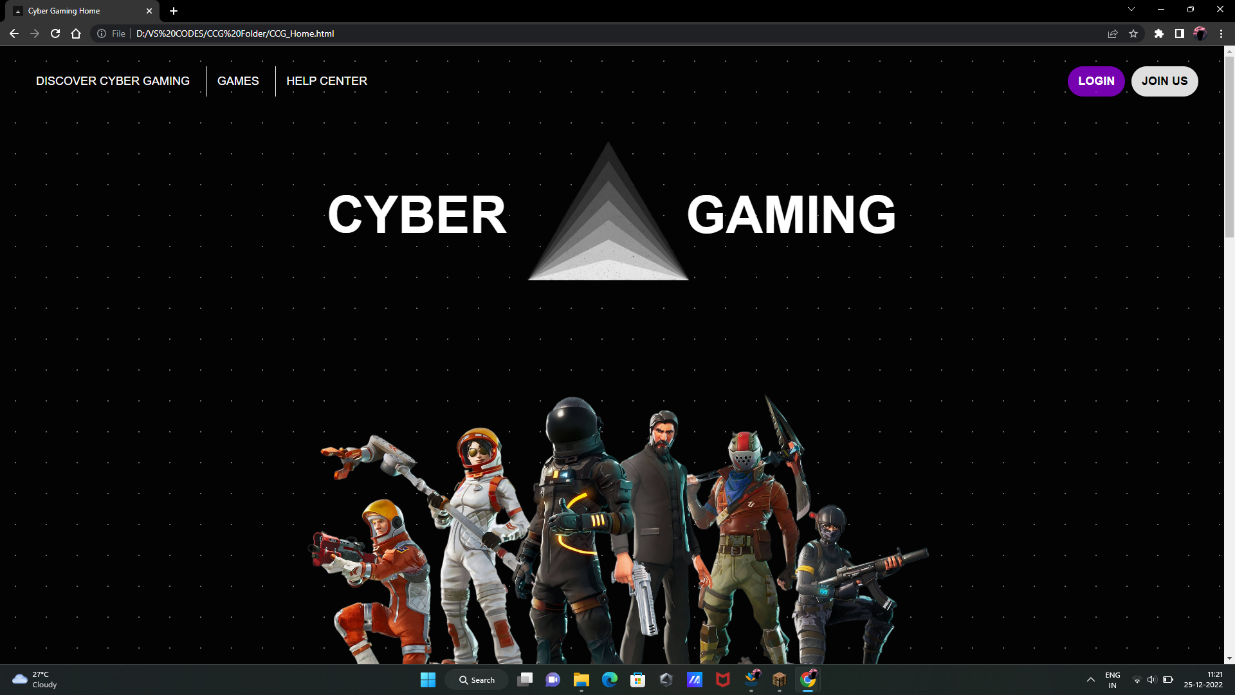 Cyber Gaming Home
File
D:/VS%20CODES/CCG%20Folder/CCG_Home.html
DISCOVER CYBER GAMING
GAMES
HELP CENTER
LOGIN
JOIN US
CYBER
GAMING
27°C
Cloudy
Search
ENG
IN
11:21
25-12-2022